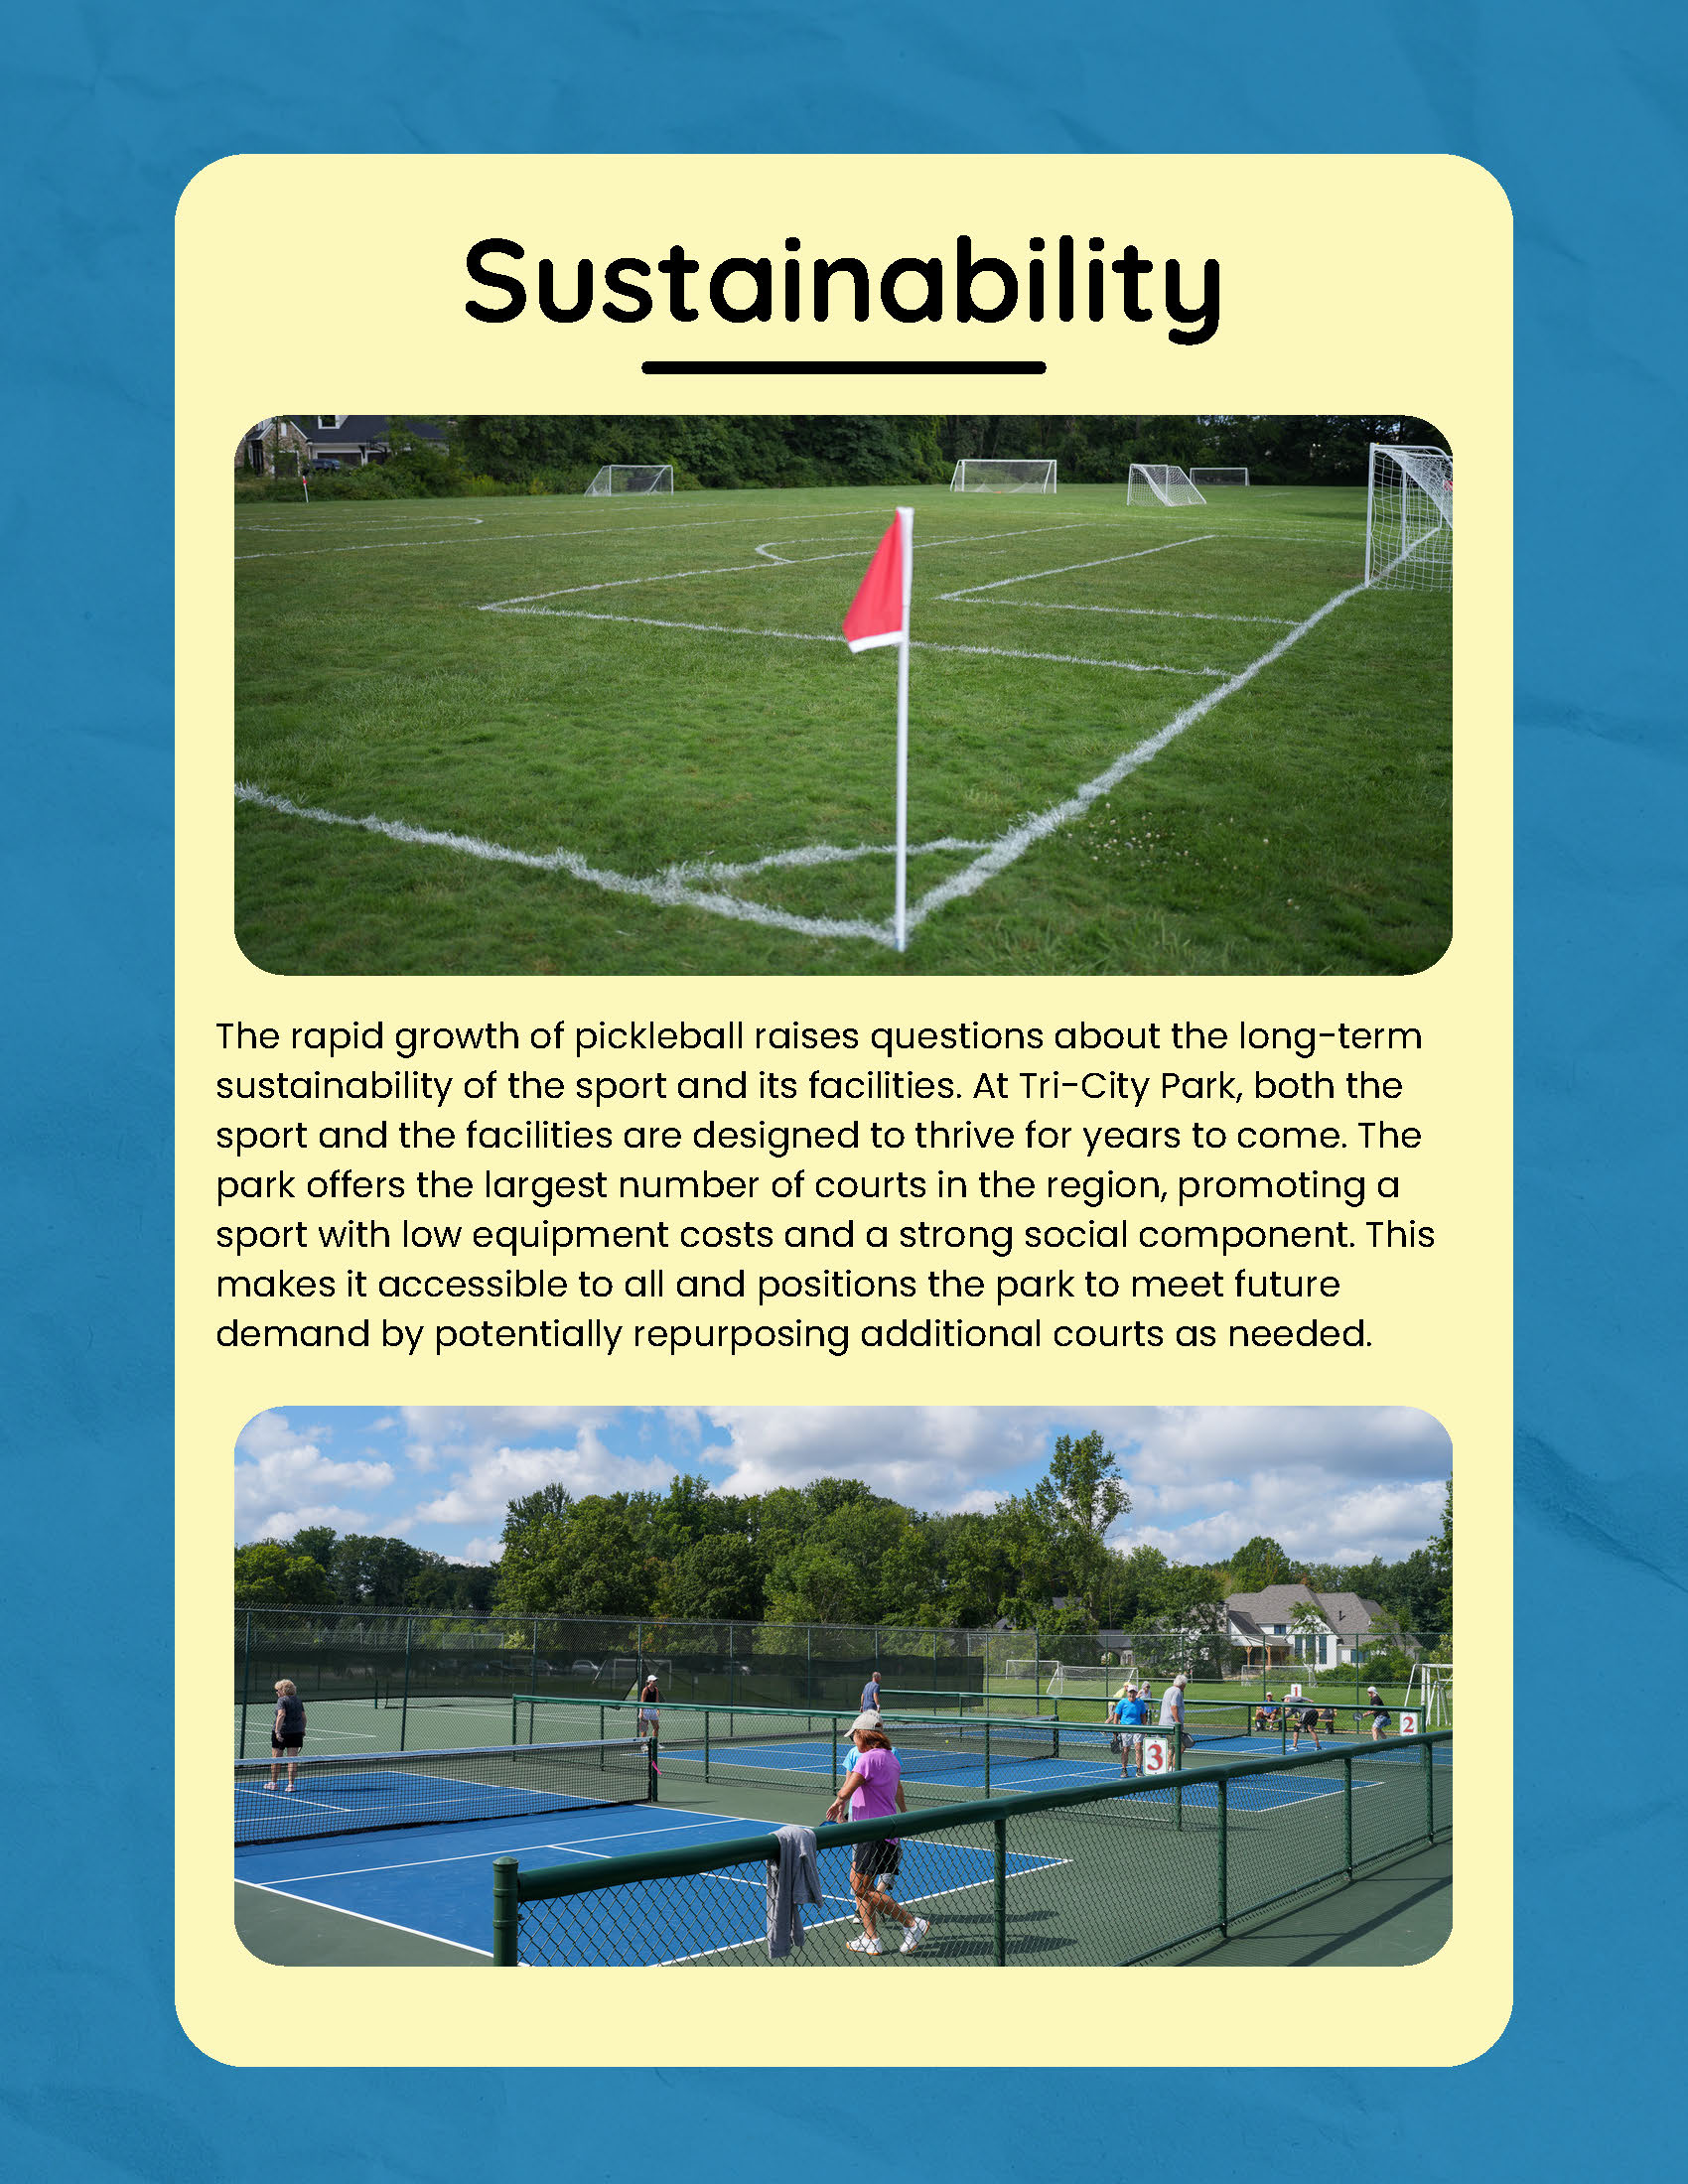 Sustainability
The rapid growth of pickleball raises questions about the long-term
sustainability of the sport and its facilities. At Tri-City Park, both the
sport and the facilities are designed to thrive for years to come. The
park offers the largest number of courts in the region, promoting a
sport with low equipment costs and a strong social component. This
makes it accessible to all and positions the park to meet future
demand by potentially repurposing additional courts as needed.
1
2
3